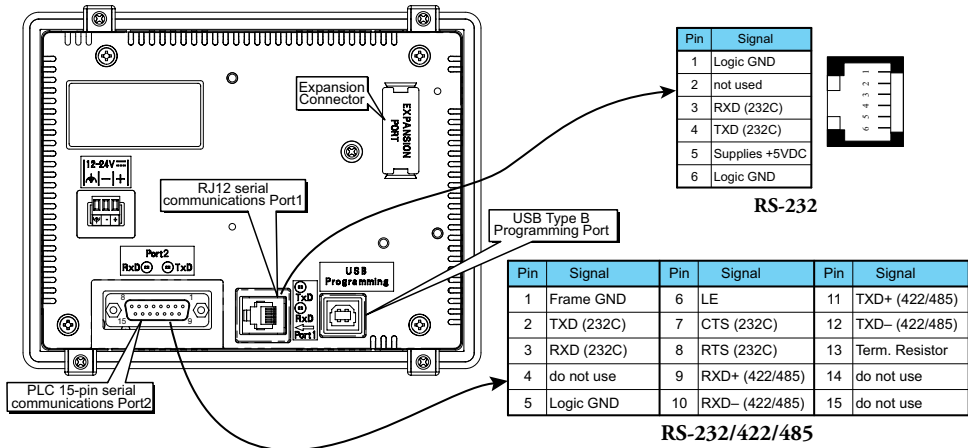 Expansion
Connector
EXPANSION
PORT
12-24V
- +
- +
RJ12 serial
communications Port1
USB Type B
Programming Port
Port2
RxD TxD
8 1
15 9
USB
Programming
TxD
RxD
Port1
PLC 15-pin serial
communications Port2
Pin Signal
1 Logic GND
2 not used
3 RXD (232C)
4 TXD (232C)
5 Supplies +5VDC
6 Logic GND
1
2
3
4
5
6
RS-232
Pin Signal Pin Signal Pin Signal
1 Frame GND 6 LE 11 TXD+ (422/485)
2 TXD (232C) 7 CTS (232C) 12 TXD– (422/485)
3 RXD (232C) 8 RTS (232C) 13 Term. Resistor
4 do not use 9 RXD+ (422/485) 14 do not use
5 Logic GND 10 RXD– (422/485) 15 do not use
RS-232/422/485